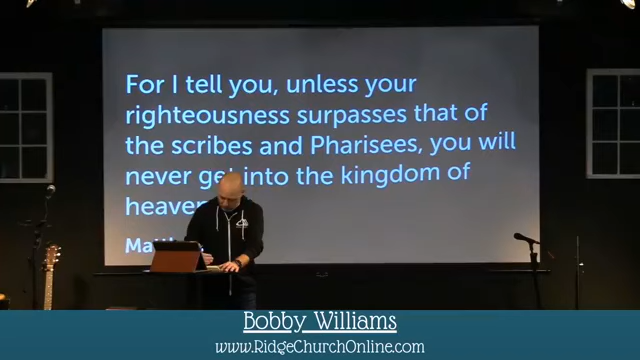 For I tell you, unless your
righteousness surpasses that of
the scribes and Pharisees, you will
never get into the kingdom of
Bobby Williams
www.RidgeChurchOnline.com